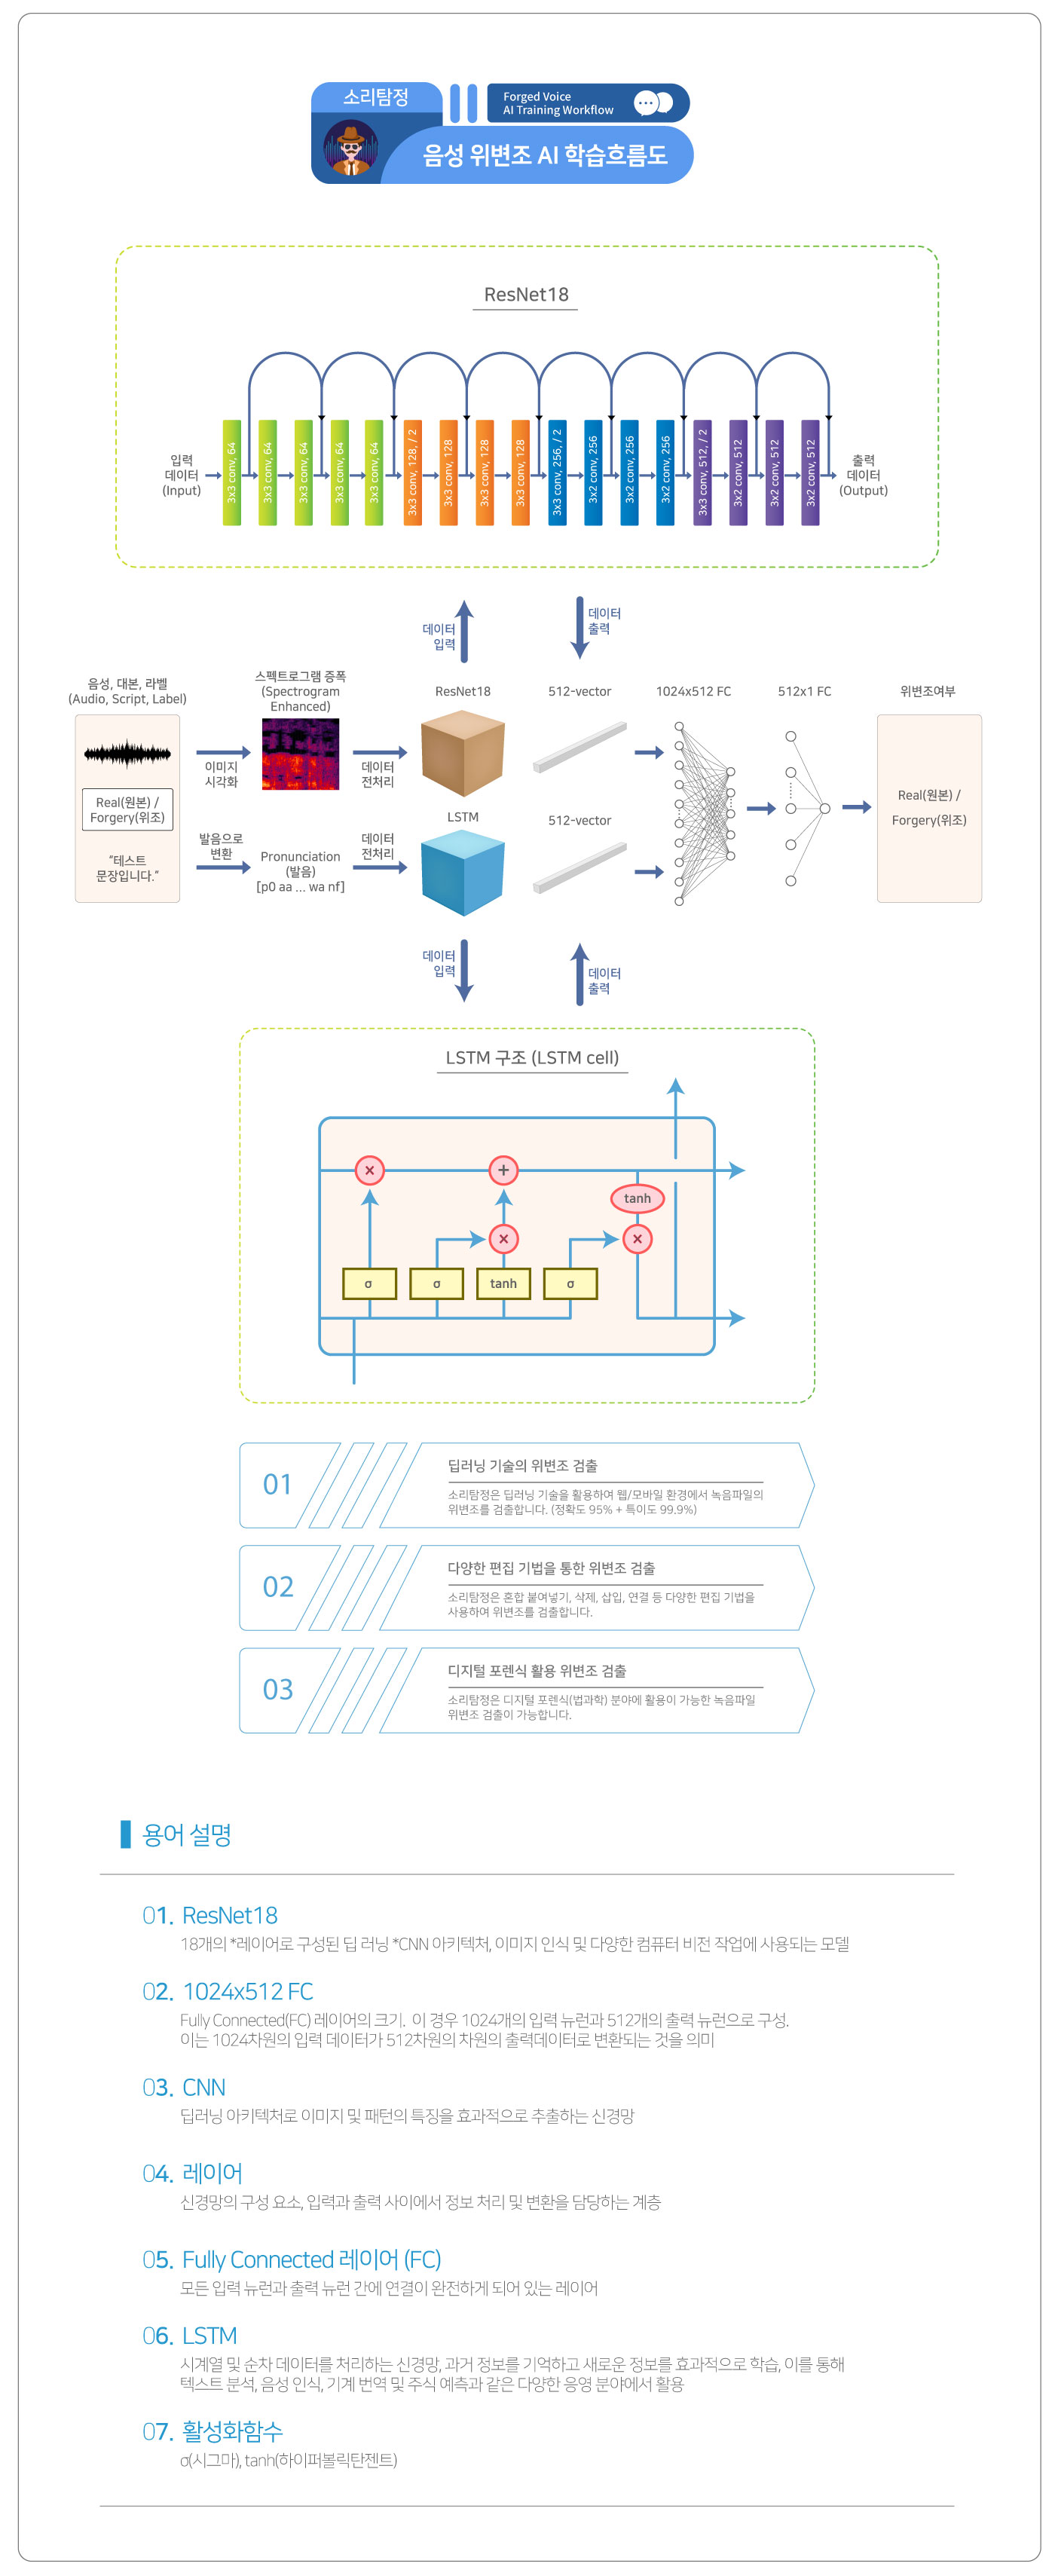 소리탐정
Forged Voice
AI Training Workflow
음성 위변조 AI 학습흐름도
ResNet18
입력
데이터
(Input)
3x3 conv, 64
3x3 conv, 64
3x3 conv, 64
3x3 conv, 64
3x3 conv, 64
3x3 conv, 128, / 2
3x3 conv, 128
3x3 conv, 128
3x3 conv, 128
3x3 conv, 256, / 2
3x2 conv, 256
3x2 conv, 256
3x2 conv, 256
3x3 conv, 512, / 2
3x2 conv, 512
3x2 conv, 512
3x2 conv, 512
출력
데이터
(Output)
데이터
입력
데이터
출력
음성, 대본, 라벨
(Audio, Script, Label)
Real(원본) /
Forgery(위조)
“테스트
문장입니다.”
이미지
시각화
발음으로
변환
스펙트로그램 증폭
(Spectrogram
Enhanced)
Pronunciation
(발음)
[p0 aa ... wa nf]
데이터
전처리
데이터
전처리
ResNet18
LSTM
512-vector
512-vector
1024x512 FC
512x1 FC
위변조여부
Real(원본) /
Forgery(위조)
데이터
입력
데이터
출력
LSTM 구조 (LSTM cell)
×
+
tanh
×
×
σ
σ
tanh
σ
01
딥러닝 기술의 위변조 검출
소리탐정은 딥러닝 기술을 활용하여 웹/모바일 환경에서 녹음파일의
위변조를 검출합니다. (정확도 95% + 특이도 99.9%)
02
다양한 편집 기법을 통한 위변조 검출
소리탐정은 혼합 붙여넣기, 삭제, 삽입, 연결 등 다양한 편집 기법을
사용하여 위변조를 검출합니다.
03
디지털 포렌식 활용 위변조 검출
소리탐정은 디지털 포렌식(법과학) 분야에 활용이 가능한 녹음파일
위변조 검출이 가능합니다.
용어 설명
01. ResNet18
18개의 *레이어로 구성된 딥 러닝 *CNN 아키텍처, 이미지 인식 및 다양한 컴퓨터 비전 작업에 사용되는 모델
02. 1024x512 FC
Fully Connected(FC) 레이어의 크기. 이 경우 1024개의 입력 뉴런과 512개의 출력 뉴런으로 구성.
이는 1024차원의 입력 데이터가 512차원의 차원의 출력데이터로 변환되는 것을 의미
03. CNN
딥러닝 아키텍처로 이미지 및 패턴의 특징을 효과적으로 추출하는 신경망
04. 레이어
신경망의 구성 요소, 입력과 출력 사이에서 정보 처리 및 변환을 담당하는 계층
05. Fully Connected 레이어 (FC)
모든 입력 뉴런과 출력 뉴런 간에 연결이 완전하게 되어 있는 레이어
06. LSTM
시계열 및 순차 데이터를 처리하는 신경망, 과거 정보를 기억하고 새로운 정보를 효과적으로 학습, 이를 통해
텍스트 분석, 음성 인식, 기계 번역 및 주식 예측과 같은 다양한 응영 분야에서 활용
07. 활성화함수
σ(시그마), tanh(하이퍼볼릭탄젠트)